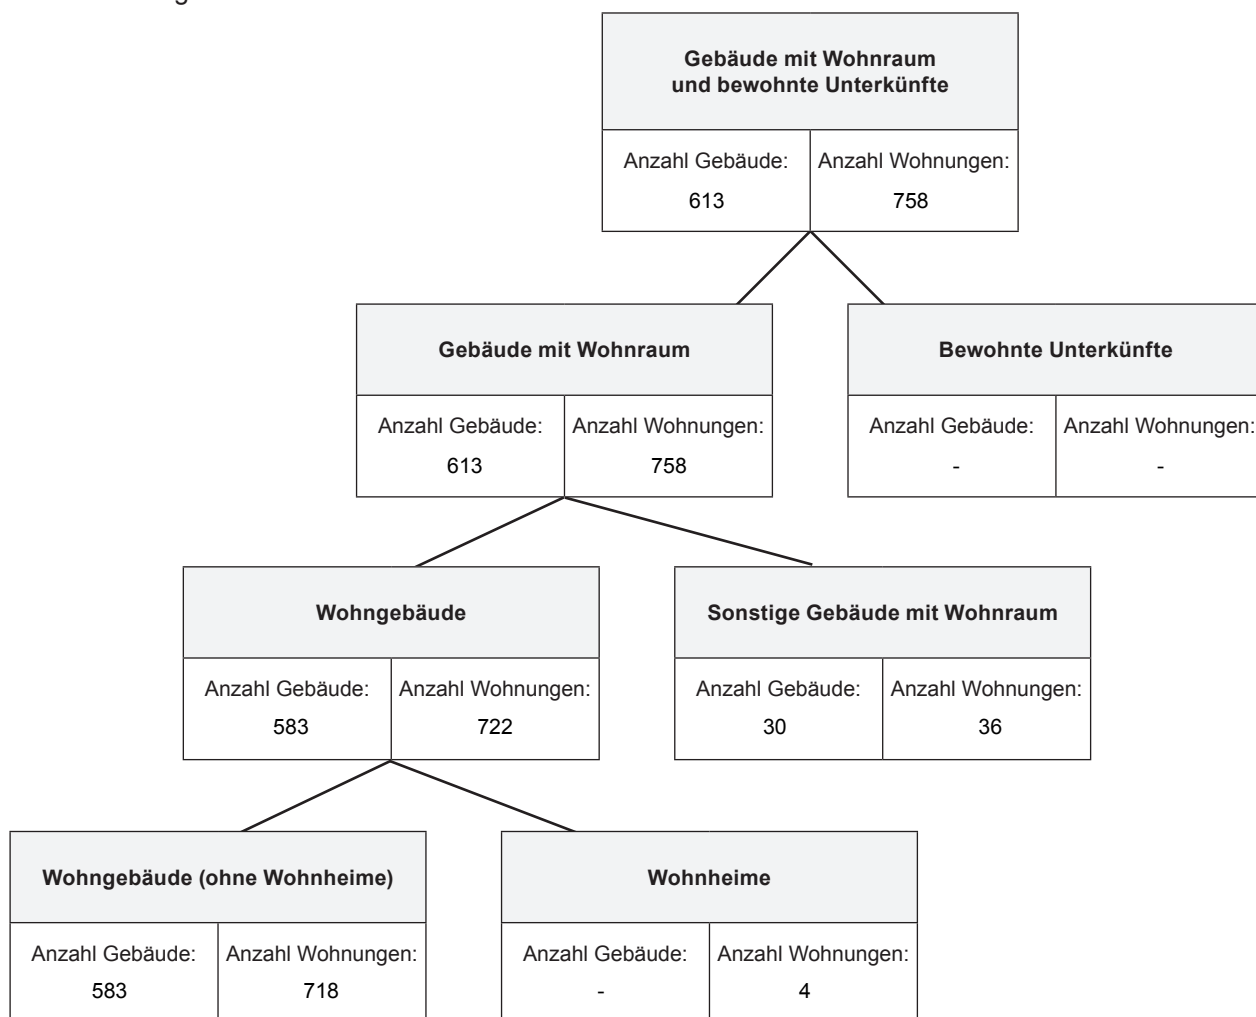 Gebäude mit Wohnraum
und bewohnte Unterkünfte
Anzahl Gebäude: Anzahl Wohnungen:
613 758
Gebäude mit Wohnraum Bewohnte Unterkünfte
Anzahl Gebäude: Anzahl Wohnungen: Anzahl Gebäude: Anzahl Wohnungen:
613 758 - -
Wohngebäude Sonstige Gebäude mit Wohnraum
Anzahl Gebäude: Anzahl Wohnungen: Anzahl Gebäude: Anzahl Wohnungen:
583 722 30 36
Wohngebäude (ohne Wohnheime) Wohnheime
Anzahl Gebäude: Anzahl Wohnungen: Anzahl Gebäude: Anzahl Wohnungen:
583 718 - 4